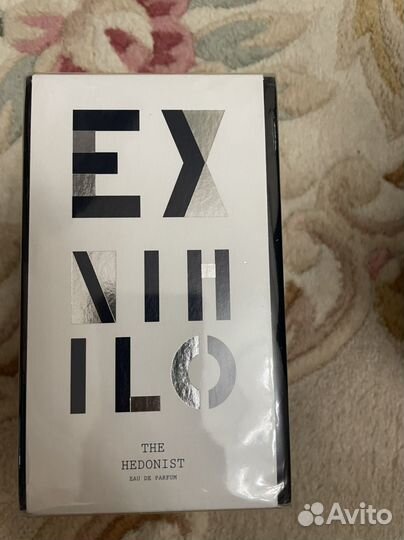 EX
NIH
ILO
THE
HEDONIST
EAU DE PARFUM
Avito